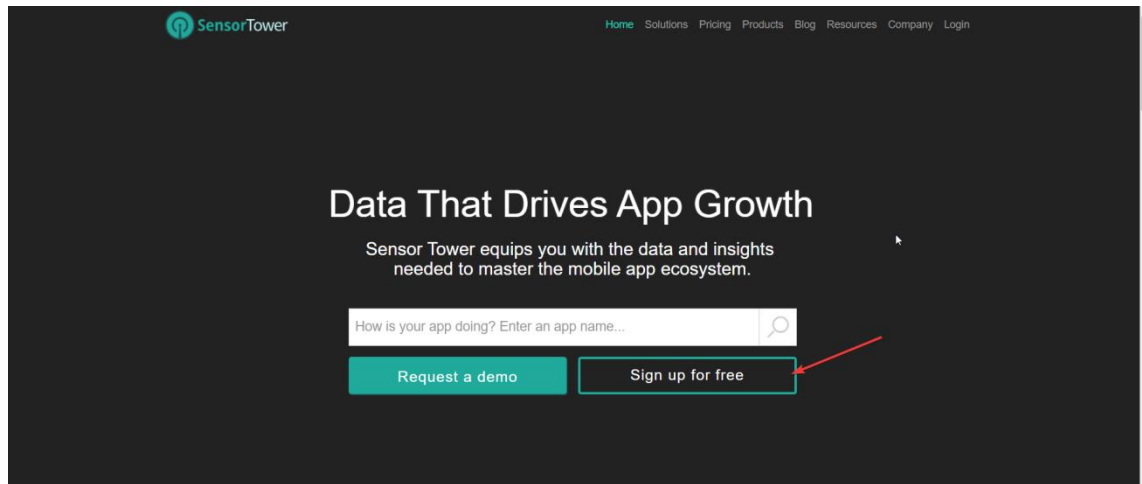 SensorTower
Home Solutions Pricing Products Blog Resources Company Login
Data That Drives App Growth
Sensor Tower equips you with the data and insights
needed to master the mobile app ecosystem.
How is your app doing? Enter an app name...
Request a demo
Sign up for free